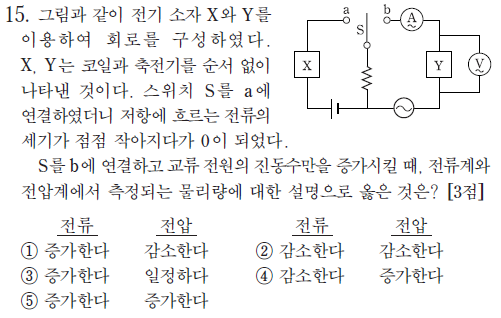 15. 그림과 같이 전기 소자 X와 Y를
이용하여 회로를 구성하였다.
X, Y는 코일과 축전기를 순서 없이
나타낸 것이다. 스위치 S를 a에
연결하였더니 저항에 흐르는 전류의
세기가 점점 작아지다가 0이 되었다.
a b
S A
X Y V
S를 b에 연결하고 교류 전원의 진동수만을 증가시킬 때, 전류계와
전압계에서 측정되는 물리량에 대한 설명으로 옳은 것은? [3점]
전류 전압 전류 전압
① 증가한다 감소한다 ② 감소한다 감소한다
③ 증가한다 일정하다 ④ 감소한다 증가한다
⑤ 증가한다 증가한다